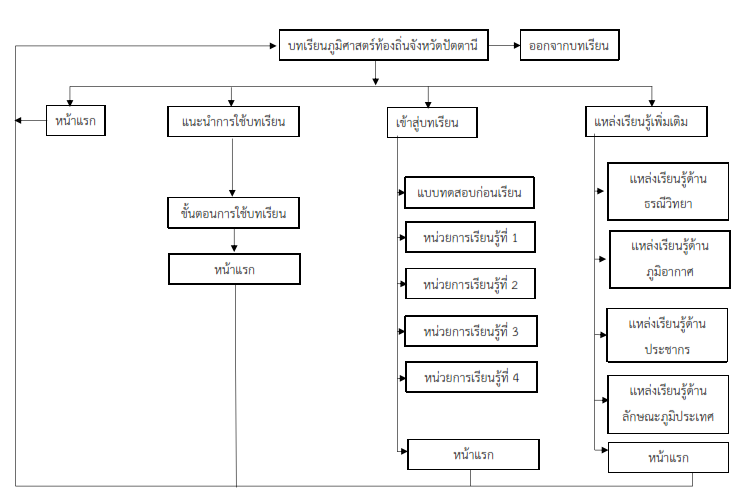 บทเรียนภูมิศาสตร์ท้องถิ่นจังหวัดปัตตานี
ออกจากบทเรียน
หน้าแรก
แนะนำการใช้บทเรียน
เข้าสู่บทเรียน
แหล่งเรียนรู้เพิ่มเติม
ขั้นตอนการใช้บทเรียน
หน้าแรก
แบบทดสอบก่อนเรียน
หน่วยการเรียนรู้ที่ 1
หน่วยการเรียนรู้ที่ 2
หน่วยการเรียนรู้ที่ 3
หน่วยการเรียนรู้ที่ 4
หน้าแรก
แหล่งเรียนรู้ด้าน
ธรณีวิทยา
แหล่งเรียนรู้ด้าน
ภูมิอากาศ
แหล่งเรียนรู้ด้าน
ประชากร
แหล่งเรียนรู้ด้าน
ลักษณะภูมิประเทศ
หน้าแรก